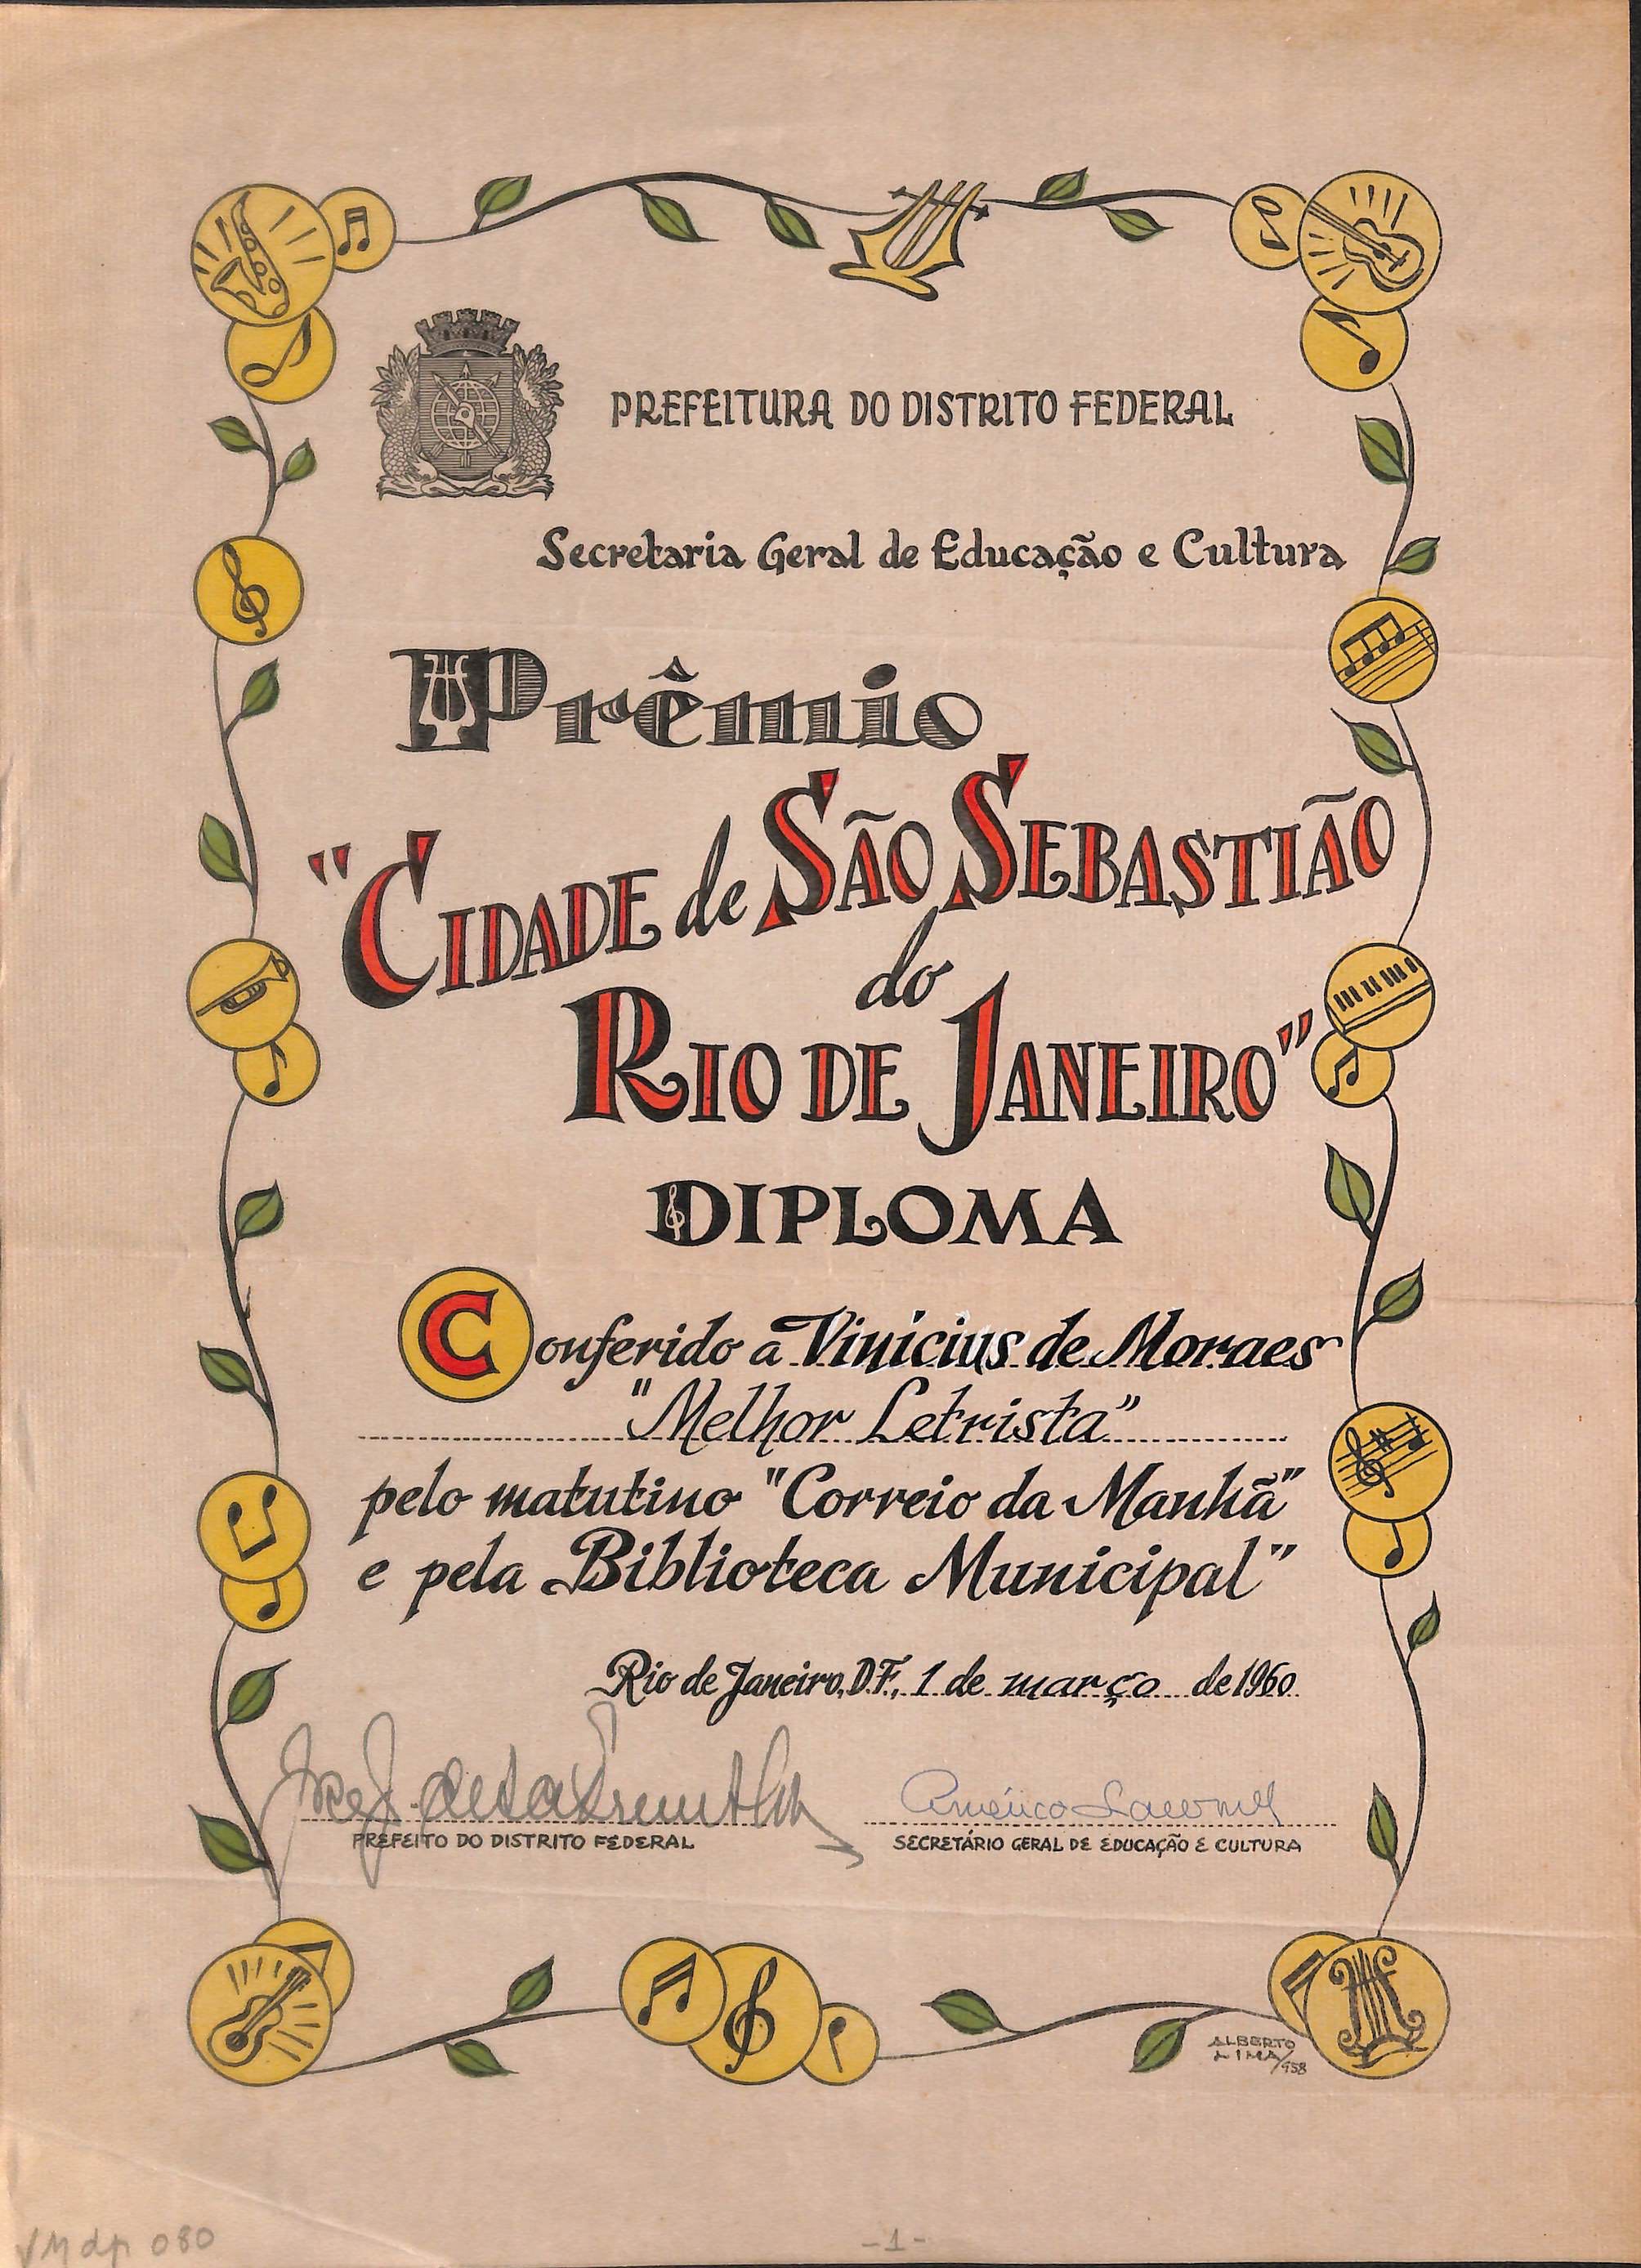 PREFEITURA DO DISTRITO FEDERAL
Secretaria Geral de Educação e Cultura
Prêmio
"CIDADE de SÃO SEBASTIÃO
do
RIO DE JANEIRO"
DIPLOMA
Conferido a Vinicius de Moraes
"Melhor Letrista"
pelo matutino "Correio da Manhã"
e pela Biblioteca Municipal"
Rio de Janeiro, D.F., 1 de março de 1960
Américo Lacombe
PREFEITO DO DISTRITO FEDERAL
SECRETÁRIO GERAL DE EDUCAÇÃO E CULTURA
ALBERTO
LIMA/958
VMdp 080
-1-